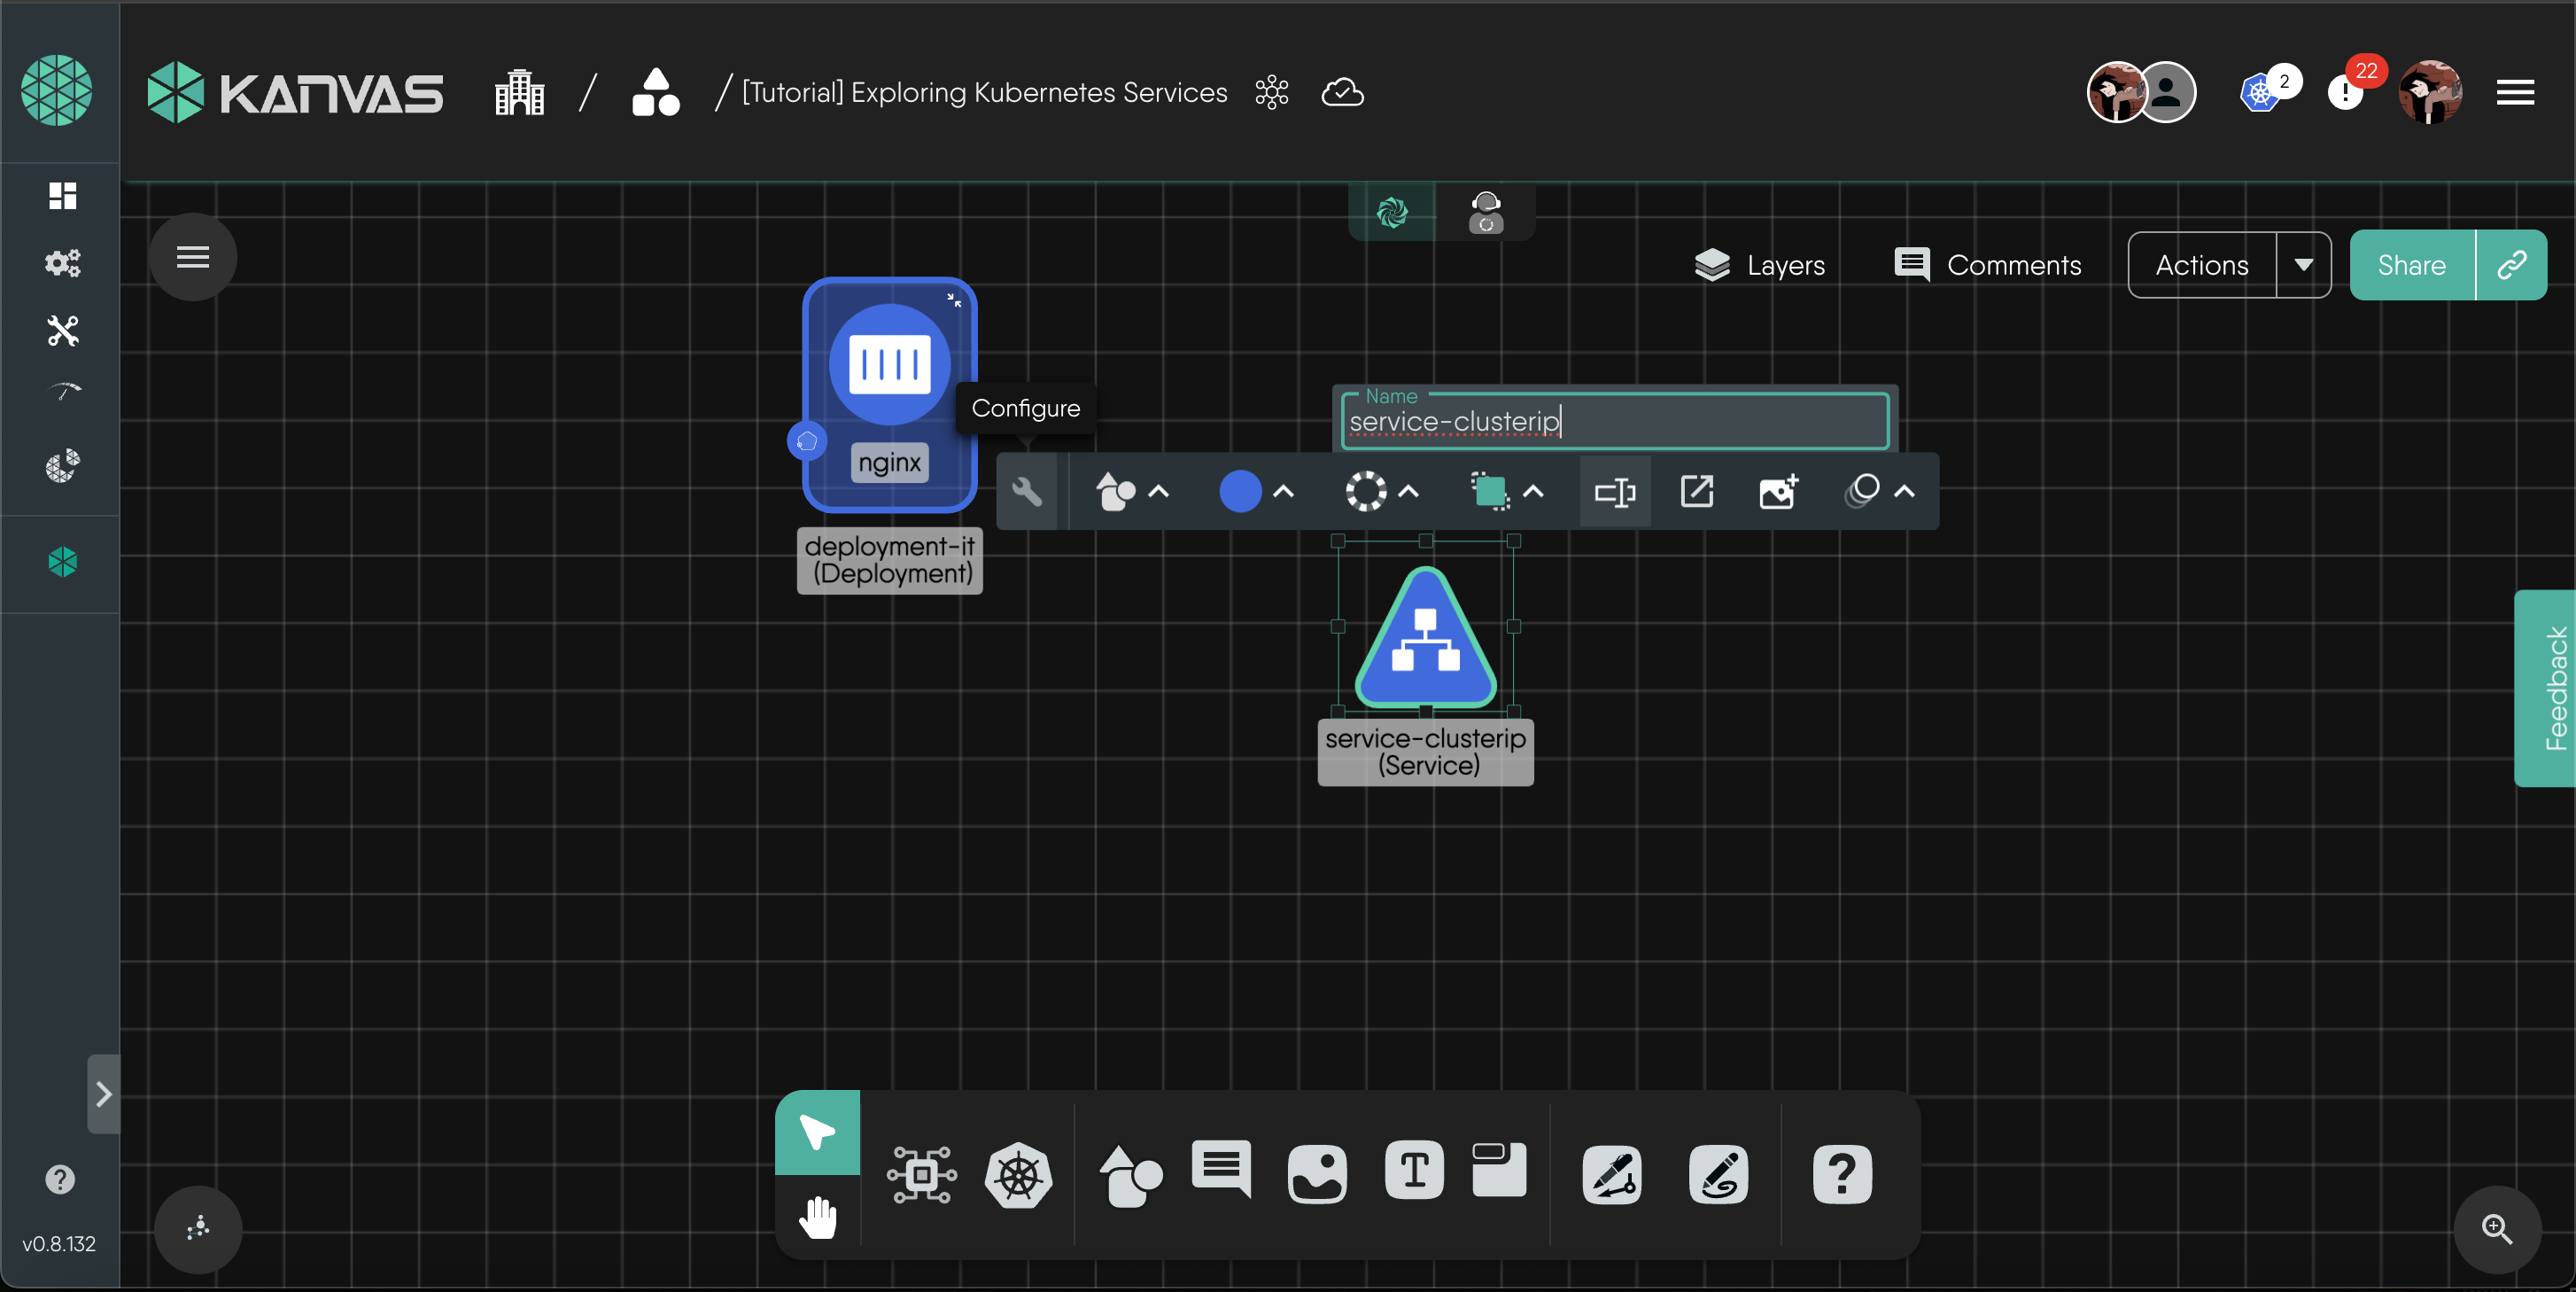 KANVAS
/ / [Tutorial] Exploring Kubernetes Services
2
22
Layers
Comments
Actions
Share
Name
service-clusterip
Configure
nginx
deployment-it
(Deployment)
service-clusterip
(Service)
Feedback
T
?
?
v0.8.132